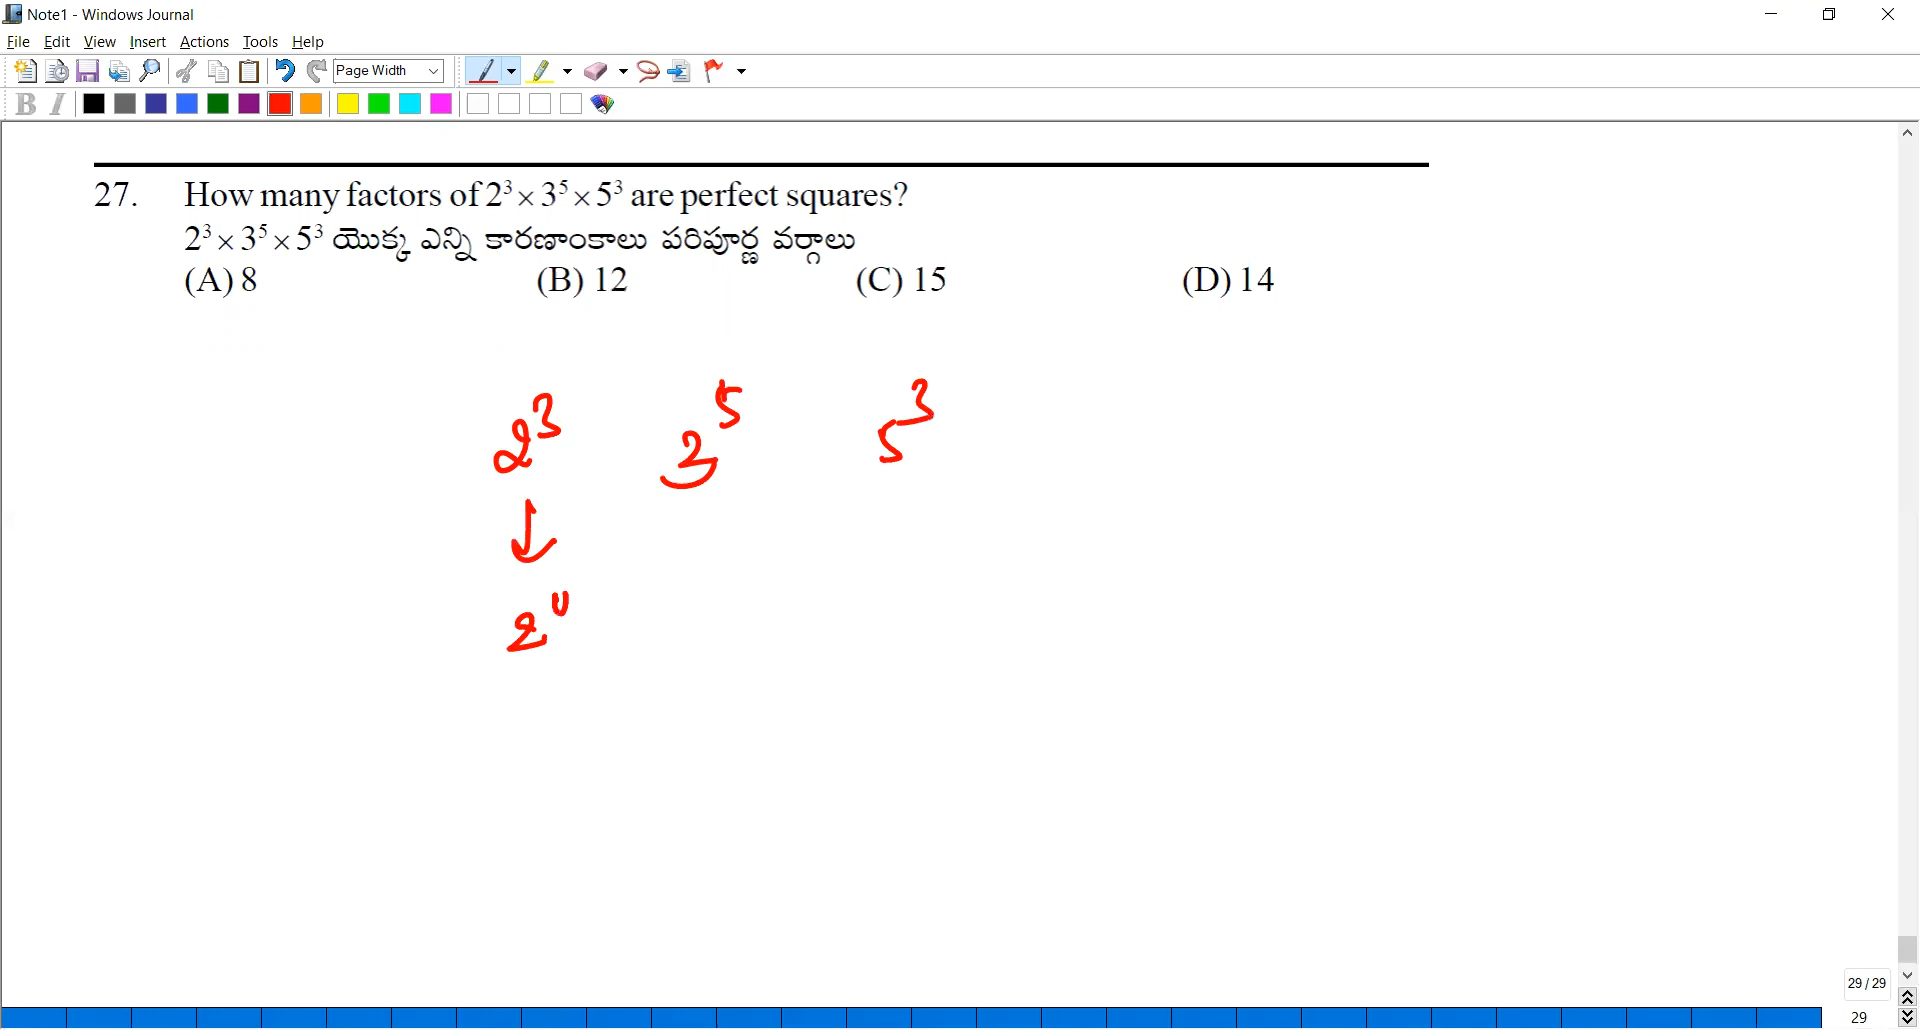 Note1 - Windows Journal
File Edit View Insert Actions Tools Help
Page Width
B I
27. How many factors of 2³ × 3⁵ × 5³ are perfect squares?
2³ × 3⁵ × 5³ యొక్క ఎన్ని కారణాంకాలు పరిపూర్ణ వర్గాలు
(A) 8 (B) 12 (C) 15 (D) 14
2³ 3⁵ 5³
↓
2⁰
29 / 29
29